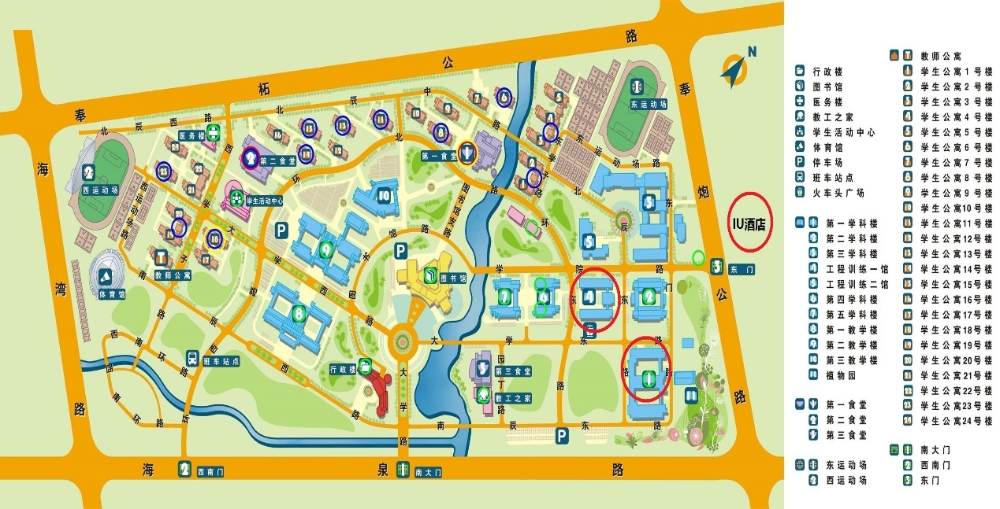 N
奉
柘
公
路
奉
炮
公
路
海
湾
路
海
泉
路
IU酒店
东运动场
西运动场
医务楼
第二食堂
第一食堂
学生活动中心
教师公寓
体育馆
图书馆
东门
班车站点
行政楼
第三食堂
教工之家
西南门
南大门
北辰西路
北辰中路
东运动场路
图书馆支路
学院路
大学东路
大学路
南辰东路
园丁路
西南环路
行政楼
图书馆
医务楼
教工之家
学生活动中心
体育馆
P 停车场
班车站点
火车头广场
1 第一学科楼
2 第二学科楼
3 第三学科楼
4 工程训练一馆
5 工程训练二馆
6 第四学科楼
7 第五学科楼
8 第一教学楼
9 第二教学楼
10 第三教学楼
植物园
第一食堂
第二食堂
第三食堂
东运动场
西运动场
教师公寓
学生公寓1号楼
学生公寓2号楼
学生公寓3号楼
学生公寓4号楼
学生公寓5号楼
学生公寓6号楼
学生公寓7号楼
学生公寓8号楼
学生公寓9号楼
学生公寓10号楼
学生公寓11号楼
学生公寓12号楼
学生公寓13号楼
学生公寓14号楼
学生公寓15号楼
学生公寓16号楼
学生公寓17号楼
学生公寓18号楼
学生公寓19号楼
学生公寓20号楼
学生公寓21号楼
学生公寓22号楼
学生公寓23号楼
学生公寓24号楼
南大门
西南门
东门